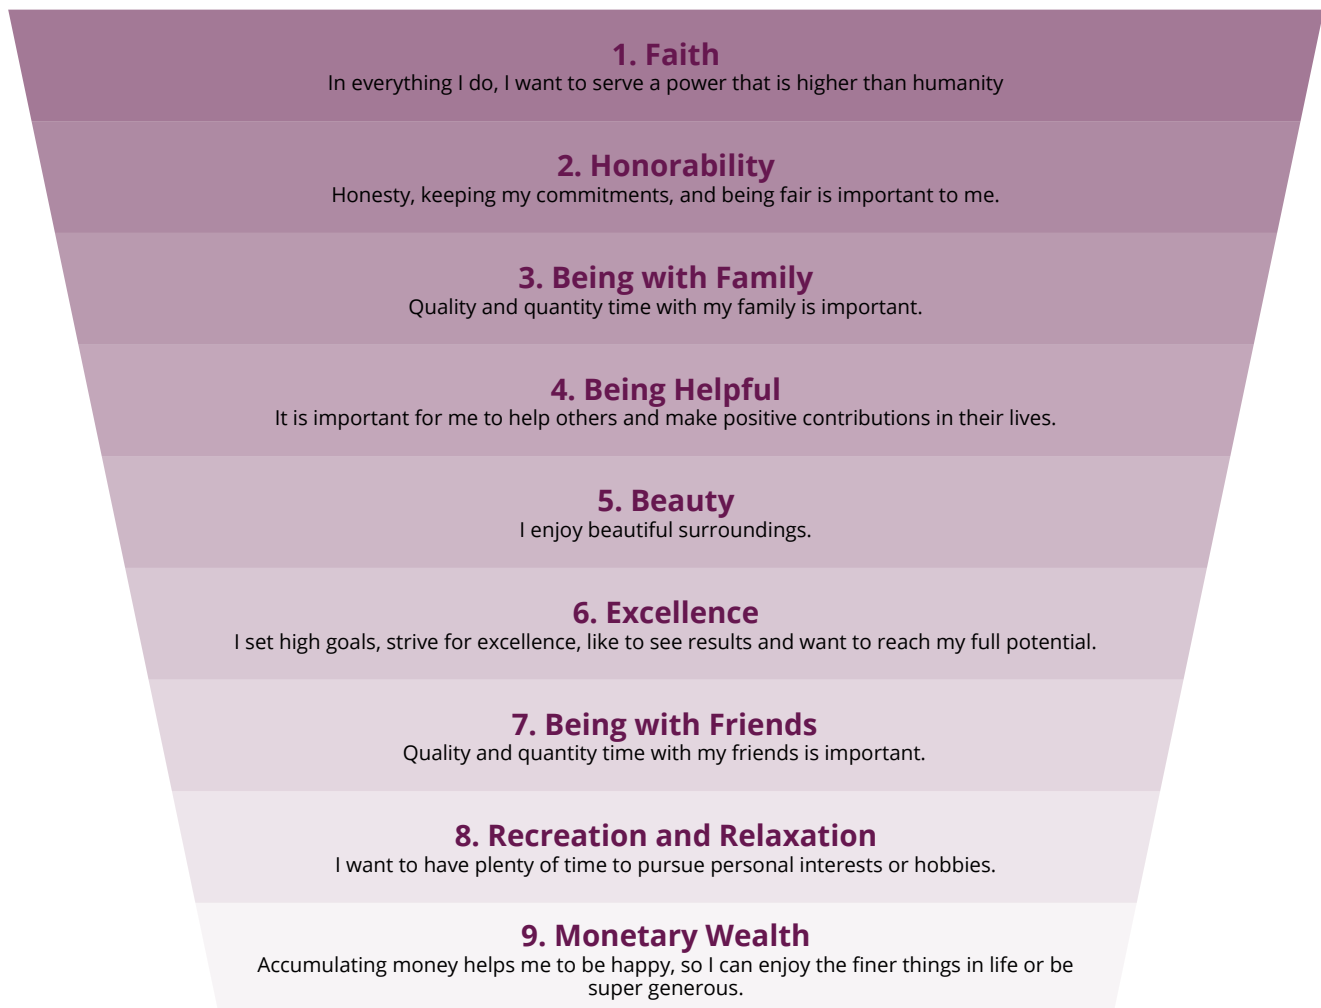 1. Faith
In everything I do, I want to serve a power that is higher than humanity
2. Honorability
Honesty, keeping my commitments, and being fair is important to me.
3. Being with Family
Quality and quantity time with my family is important.
4. Being Helpful
It is important for me to help others and make positive contributions in their lives.
5. Beauty
I enjoy beautiful surroundings.
6. Excellence
I set high goals, strive for excellence, like to see results and want to reach my full potential.
7. Being with Friends
Quality and quantity time with my friends is important.
8. Recreation and Relaxation
I want to have plenty of time to pursue personal interests or hobbies.
9. Monetary Wealth
Accumulating money helps me to be happy, so I can enjoy the finer things in life or be
super generous.